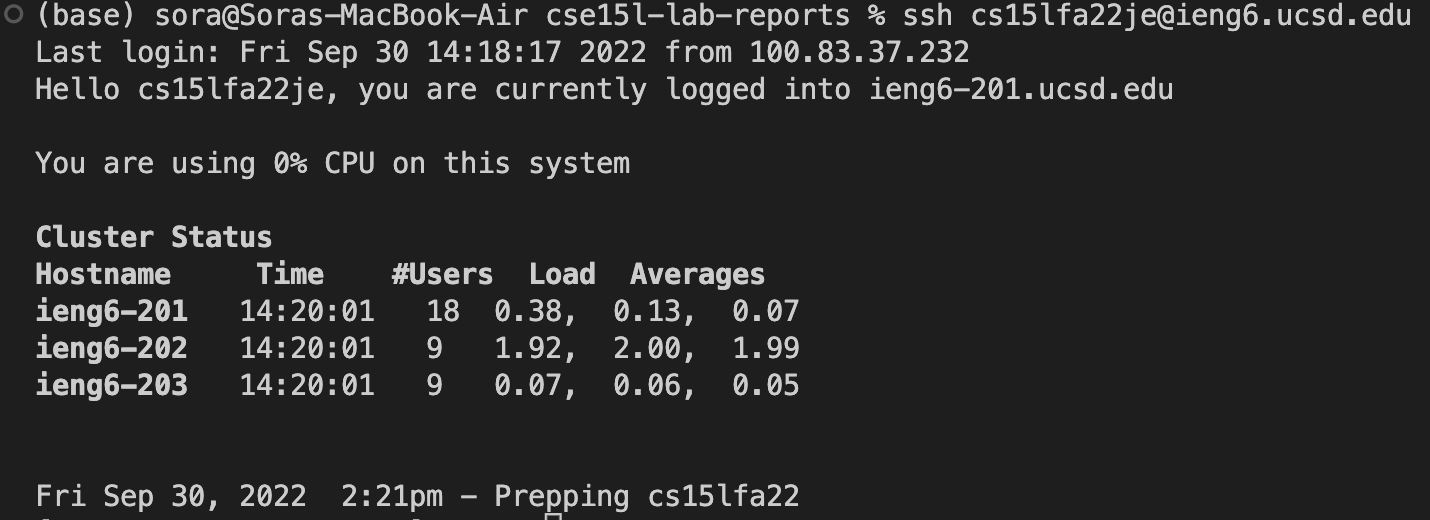 (base) sora@Soras-MacBook-Air cse15l-lab-reports % ssh cs15lfa22je@ieng6.ucsd.edu
Last login: Fri Sep 30 14:18:17 2022 from 100.83.37.232
Hello cs15lfa22je, you are currently logged into ieng6-201.ucsd.edu
You are using 0% CPU on this system
Cluster Status
Hostname     Time    #Users  Load  Averages
ieng6-201   14:20:01   18  0.38,  0.13,  0.07
ieng6-202   14:20:01   9   1.92,  2.00,  1.99
ieng6-203   14:20:01   9   0.07,  0.06,  0.05
Fri Sep 30, 2022  2:21pm - Prepping cs15lfa22